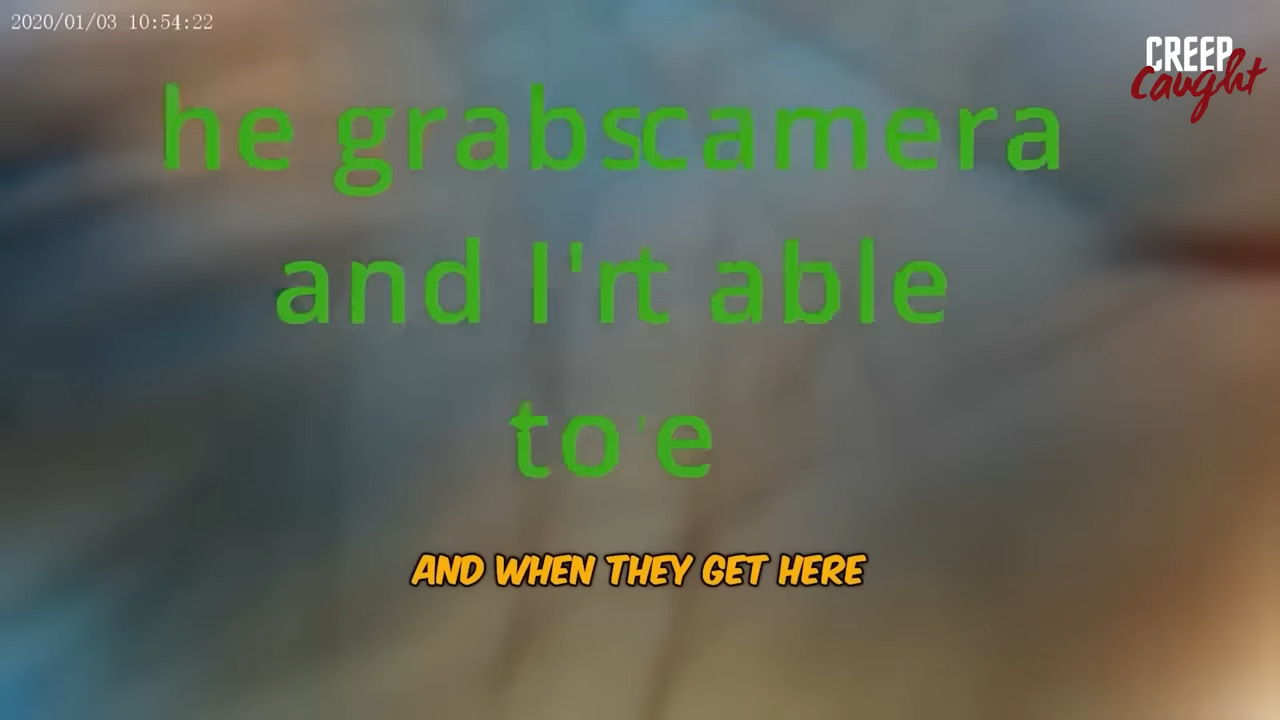 2020/01/03 10:54:22
CREEP
Caught
he grabscamera
and I'rt able
to e
AND WHEN THEY GET HERE